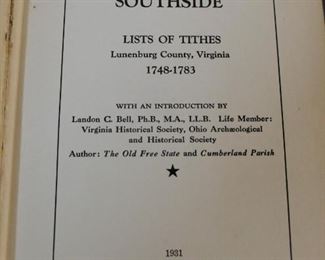 SOUTHSIDE
LISTS OF TITHES
Lunenburg County, Virginia
1748-1783
WITH AN INTRODUCTION BY
Landon C. Bell, Ph.B., M.A., LL.B. Life Member:
Virginia Historical Society, Ohio Archæological
and Historical Society
Author: The Old Free State and Cumberland Parish
★
1931